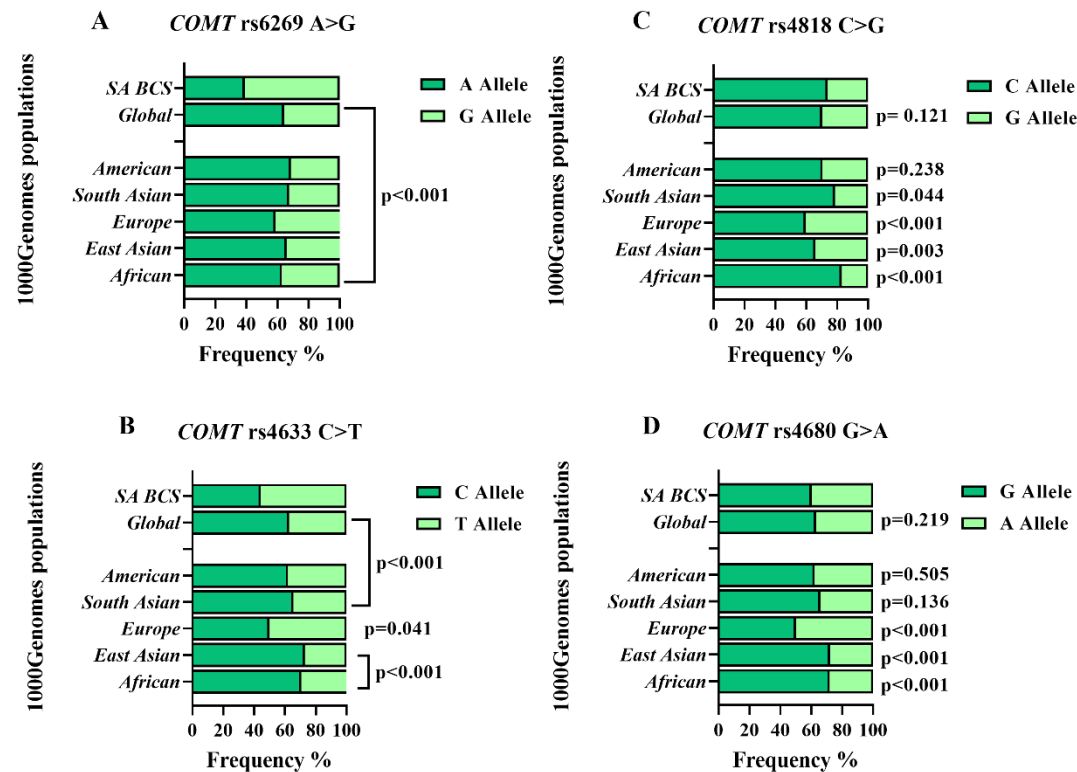 A
COMT rs6269 A>G
1000Genomes populations
SA BCS
Global
American
South Asian
Europe
East Asian
African
A Allele
G Allele
p<0.001
0 20 40 60 80 100
Frequency %
C
COMT rs4818 C>G
1000Genomes populations
SA BCS
Global
American
South Asian
Europe
East Asian
African
C Allele
G Allele
p= 0.121
p=0.238
p=0.044
p<0.001
p=0.003
p<0.001
0 20 40 60 80 100
Frequency %
B
COMT rs4633 C>T
1000Genomes populations
SA BCS
Global
American
South Asian
Europe
East Asian
African
C Allele
T Allele
p<0.001
p=0.041
p<0.001
0 20 40 60 80 100
Frequency %
D
COMT rs4680 G>A
1000Genomes populations
SA BCS
Global
American
South Asian
Europe
East Asian
African
G Allele
A Allele
p=0.219
p=0.505
p=0.136
p<0.001
p<0.001
p<0.001
0 20 40 60 80 100
Frequency %